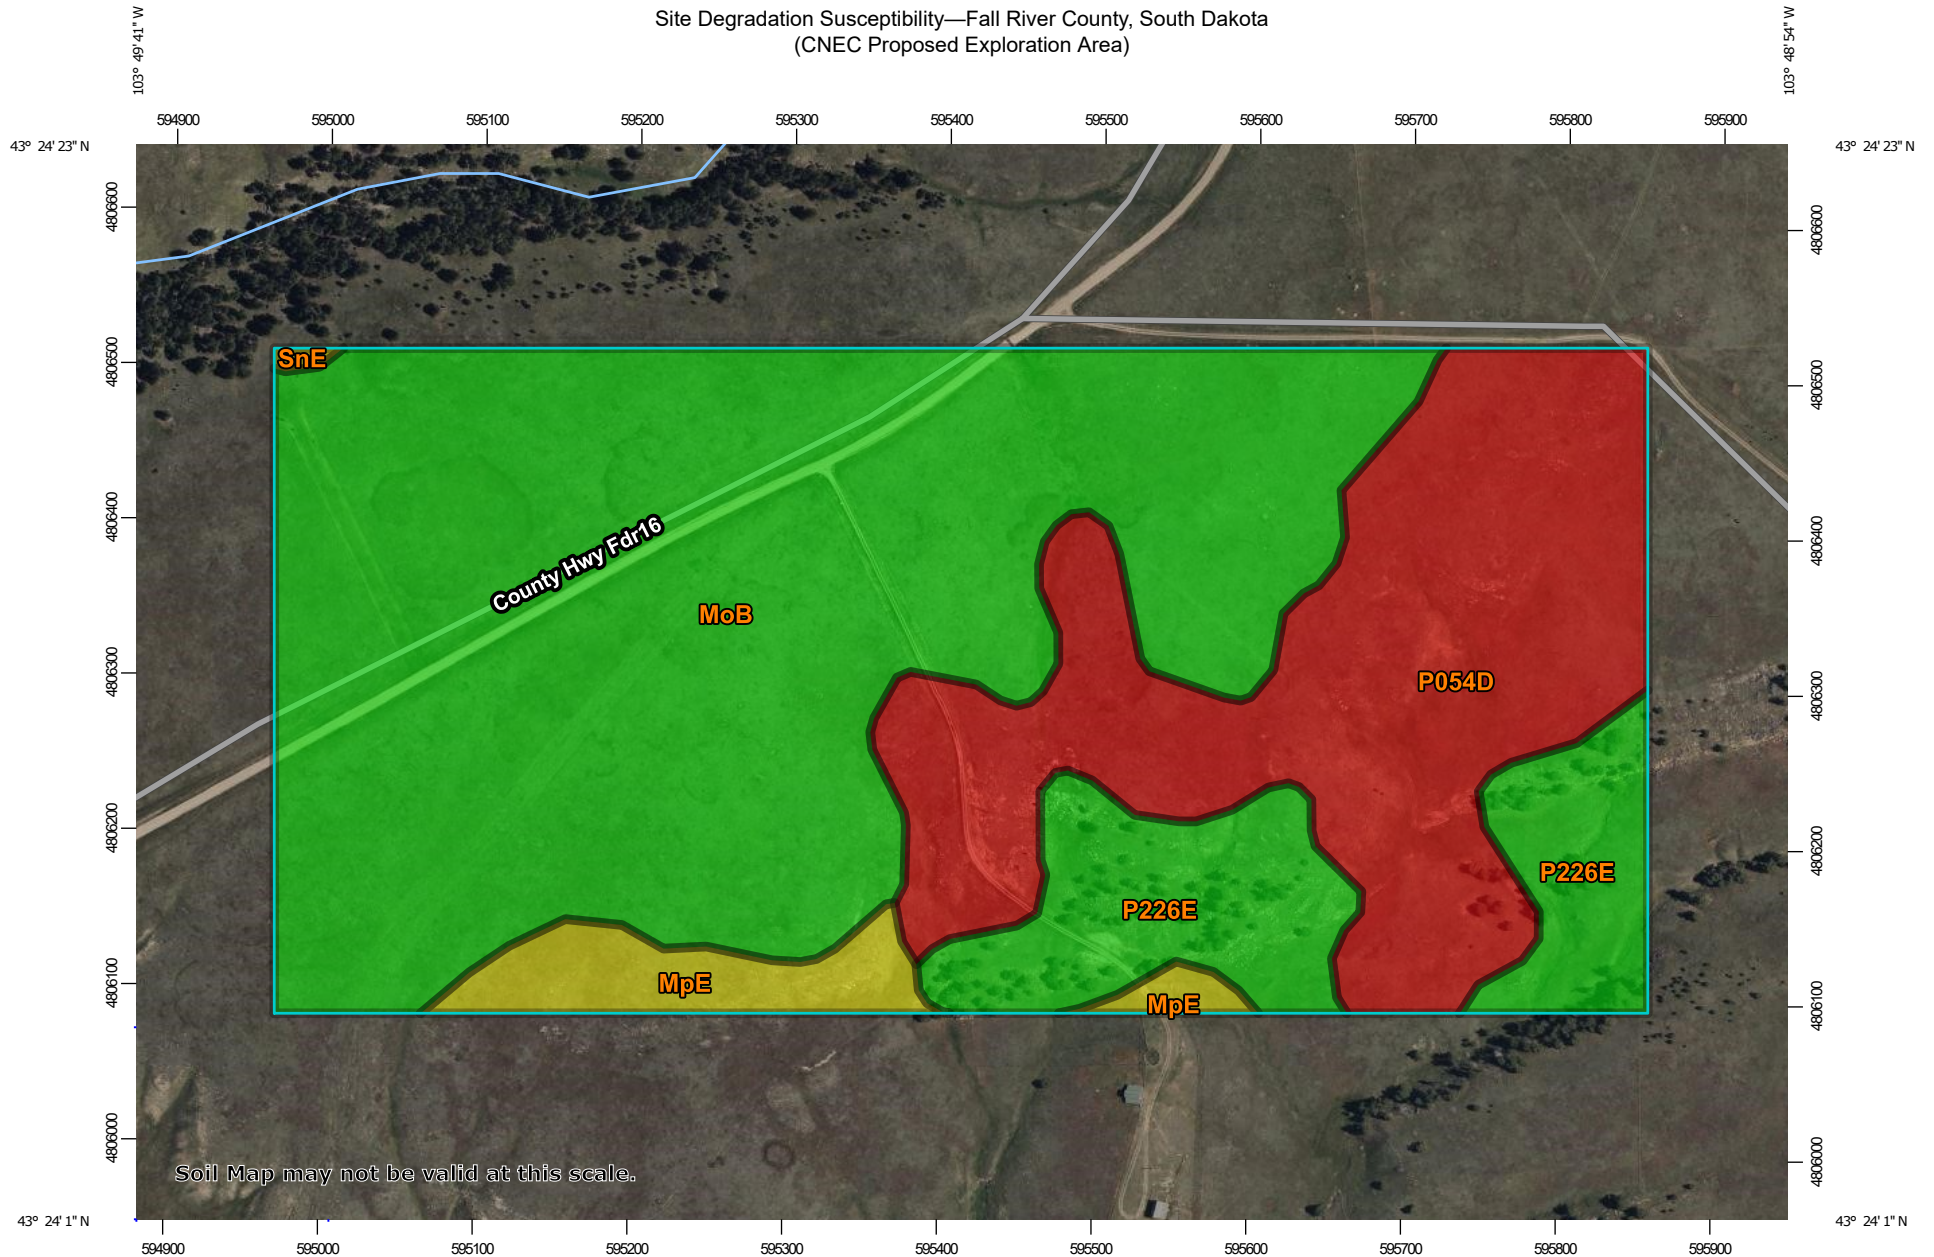 Site Degradation Susceptibility—Fall River County, South Dakota
(CNEC Proposed Exploration Area)
103° 49' 41'' W
103° 48' 54'' W
594900 595000 595100 595200 595300 595400 595500 595600 595700 595800 595900
43° 24' 23'' N
43° 24' 23'' N
4806600
4806600
SnE
4806500
4806500
4806400
4806400
County Hwy Fdr16
MoB
4806300
4806300
P054D
4806200
4806200
P226E
P226E
4806100
4806100
MpE
MpE
4806000
4806000
Soil Map may not be valid at this scale.
43° 24' 1'' N
43° 24' 1'' N
594900 595000 595100 595200 595300 595400 595500 595600 595700 595800 595900